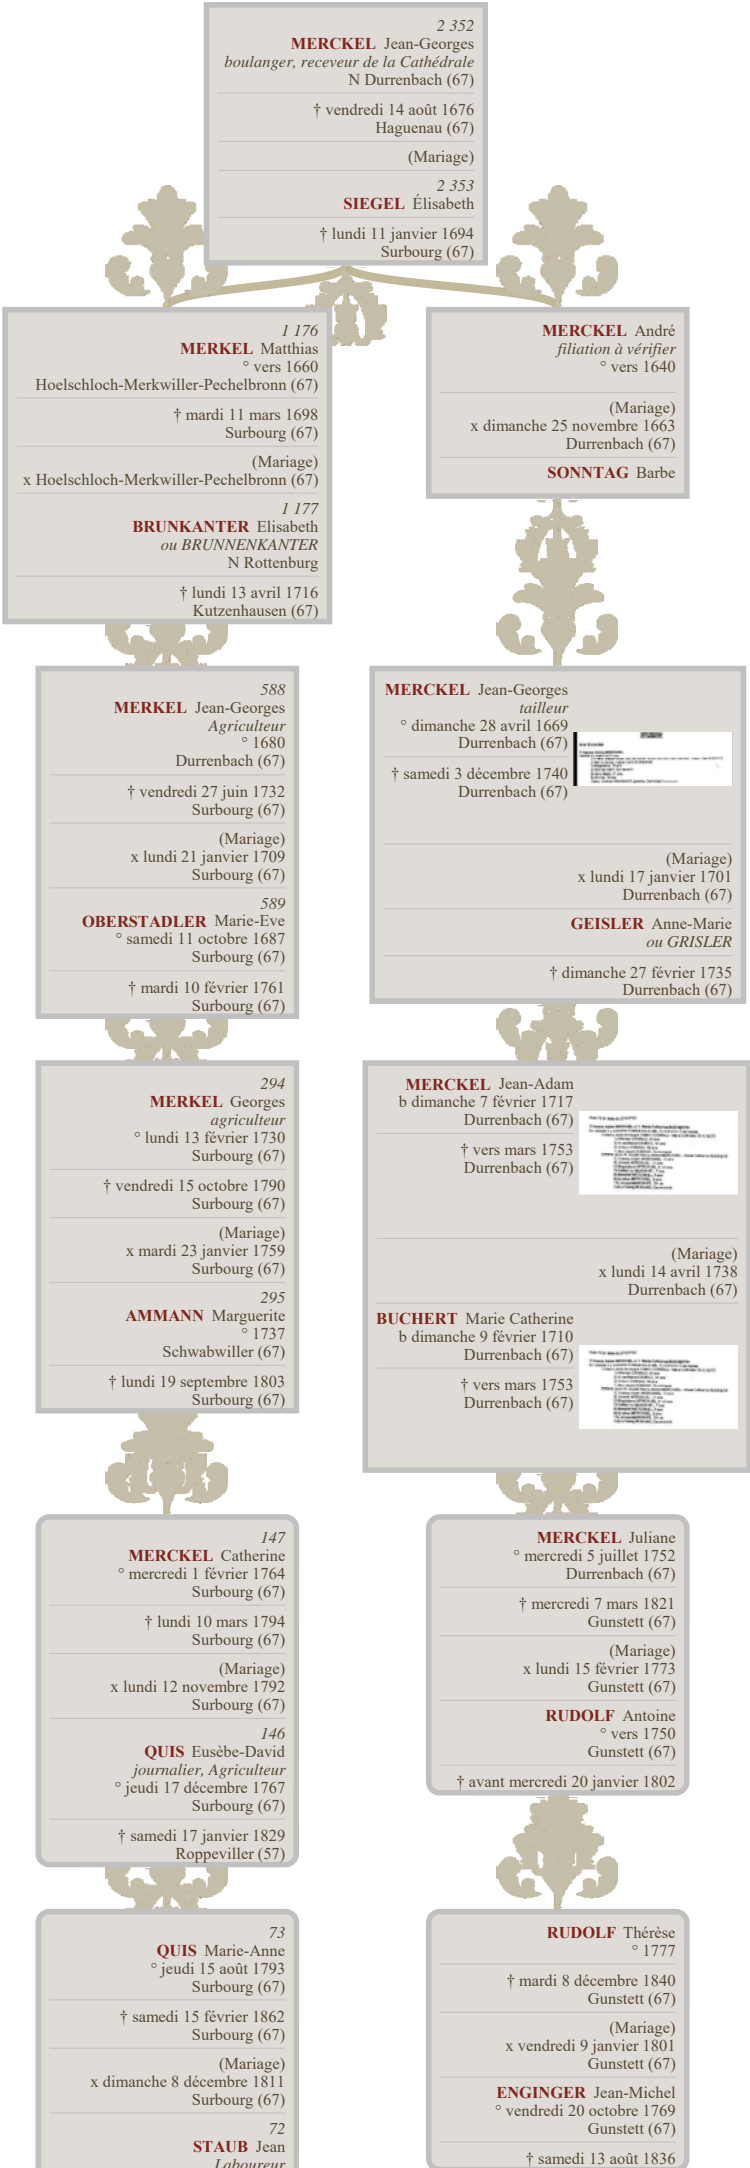 2 352
MERCKEL Jean-Georges
boulanger, receveur de la Cathédrale
N Durrenbach (67)
† vendredi 14 août 1676
Haguenau (67)
(Mariage)
2 353
SIEGEL Élisabeth
† lundi 11 janvier 1694
Surbourg (67)
1 176
MERKEL Matthias
° vers 1660
Hoelschloch-Merkwiller-Pechelbronn (67)
† mardi 11 mars 1698
Surbourg (67)
(Mariage)
x Hoelschloch-Merkwiller-Pechelbronn (67)
1 177
BRUNKANTER Elisabeth
ou BRUNNENKANTER
N Rottenburg
† lundi 13 avril 1716
Kutzenhausen (67)
MERCKEL André
filiation à vérifier
° vers 1640
(Mariage)
x dimanche 25 novembre 1663
Durrenbach (67)
SONNTAG Barbe
588
MERKEL Jean-Georges
Agriculteur
° 1680
Durrenbach (67)
† vendredi 27 juin 1732
Surbourg (67)
(Mariage)
x lundi 21 janvier 1709
Surbourg (67)
589
OBERSTADLER Marie-Eve
° samedi 11 octobre 1687
Surbourg (67)
† mardi 10 février 1761
Surbourg (67)
MERCKEL Jean-Georges
tailleur
° dimanche 28 avril 1669
Durrenbach (67)
† samedi 3 décembre 1740
Durrenbach (67)
(Mariage)
x lundi 17 janvier 1701
Durrenbach (67)
GEISLER Anne-Marie
ou GRISLER
† dimanche 27 février 1735
Durrenbach (67)
294
MERKEL Georges
agriculteur
° lundi 13 février 1730
Surbourg (67)
† vendredi 15 octobre 1790
Surbourg (67)
(Mariage)
x mardi 23 janvier 1759
Surbourg (67)
295
AMMANN Marguerite
° 1737
Schwabwiller (67)
† lundi 19 septembre 1803
Surbourg (67)
MERCKEL Jean-Adam
b dimanche 7 février 1717
Durrenbach (67)
† vers mars 1753
Durrenbach (67)
(Mariage)
x lundi 14 avril 1738
Durrenbach (67)
BUCHERT Marie Catherine
b dimanche 9 février 1710
Durrenbach (67)
† vers mars 1753
Durrenbach (67)
147
MERCKEL Catherine
° mercredi 1 février 1764
Surbourg (67)
† lundi 10 mars 1794
Surbourg (67)
(Mariage)
x lundi 12 novembre 1792
Surbourg (67)
146
QUIS Eusèbe-David
journalier, Agriculteur
° jeudi 17 décembre 1767
Surbourg (67)
† samedi 17 janvier 1829
Roppeviller (57)
MERCKEL Juliane
° mercredi 5 juillet 1752
Durrenbach (67)
† mercredi 7 mars 1821
Gunstett (67)
(Mariage)
x lundi 15 février 1773
Gunstett (67)
RUDOLF Antoine
° vers 1750
Gunstett (67)
† avant mercredi 20 janvier 1802
73
QUIS Marie-Anne
° jeudi 15 août 1793
Surbourg (67)
† samedi 15 février 1862
Surbourg (67)
(Mariage)
x dimanche 8 décembre 1811
Surbourg (67)
72
STAUB Jean
Laboureur
RUDOLF Thérèse
° 1777
† mardi 8 décembre 1840
Gunstett (67)
(Mariage)
x vendredi 9 janvier 1801
Gunstett (67)
ENGINGER Jean-Michel
° vendredi 20 octobre 1769
Gunstett (67)
† samedi 13 août 1836